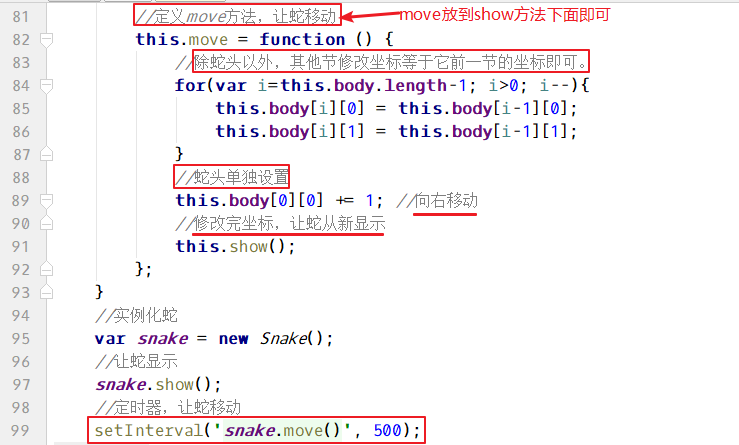 81 //定义move方法，让蛇移动 move放到show方法下面即可
82 this.move = function () {
83 //除蛇头以外，其他节修改坐标等于它前一节的坐标即可。
84 for(var i=this.body.length-1; i>0; i--){
85 this.body[i][0] = this.body[i-1][0];
86 this.body[i][1] = this.body[i-1][1];
87 }
88 //蛇头单独设置
89 this.body[0][0] += 1; //向右移动
90 //修改完坐标，让蛇从新显示
91 this.show();
92 };
93 }
94 //实例化蛇
95 var snake = new Snake();
96 //让蛇显示
97 snake.show();
98 //定时器，让蛇移动
99 setInterval('snake.move()', 500);